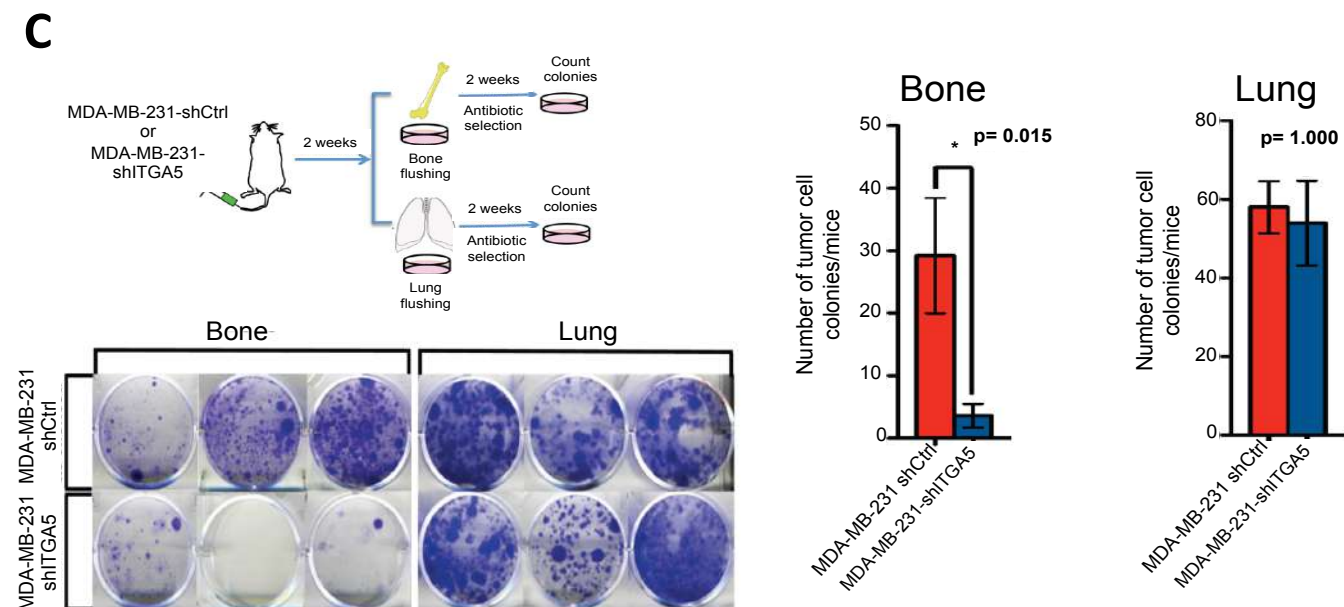 C
MDA-MB-231-shCtrl
or
MDA-MB-231-
shITGA5
2 weeks
Bone
flushing
2 weeks
Antibiotic
selection
Count
colonies
Lung
flushing
2 weeks
Antibiotic
selection
Count
colonies
Bone
Lung
MDA-MB-231
shCtrl
MDA-MB-231
shITGA5
Bone
50
40
30
20
10
0
Number of tumor cell
colonies/mice
*
p= 0.015
MDA-MB-231 shCtrl
MDA-MB-231-shITGA5
Lung
80
60
40
20
0
Number of tumor cell
colonies/mice
p= 1.000
MDA-MB-231 shCtrl
MDA-MB-231-shITGA5